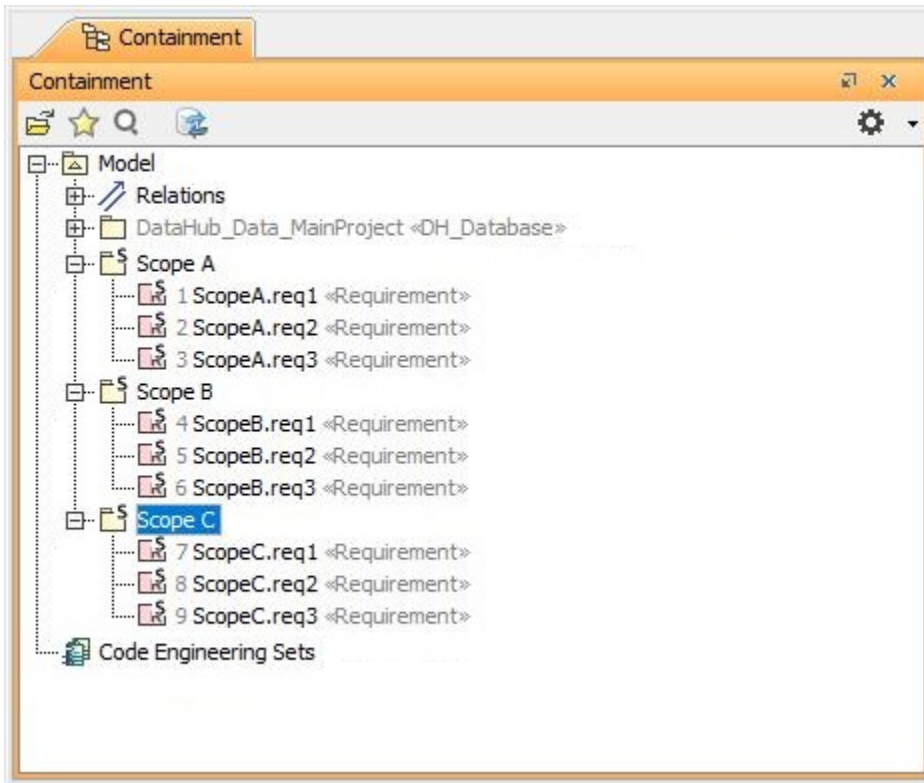 Containment
Containment
Model
Relations
DataHub_Data_MainProject «DH_Database»
Scope A
1 ScopeA.req1 «Requirement»
2 ScopeA.req2 «Requirement»
3 ScopeA.req3 «Requirement»
Scope B
4 ScopeB.req1 «Requirement»
5 ScopeB.req2 «Requirement»
6 ScopeB.req3 «Requirement»
Scope C
7 ScopeC.req1 «Requirement»
8 ScopeC.req2 «Requirement»
9 ScopeC.req3 «Requirement»
Code Engineering Sets